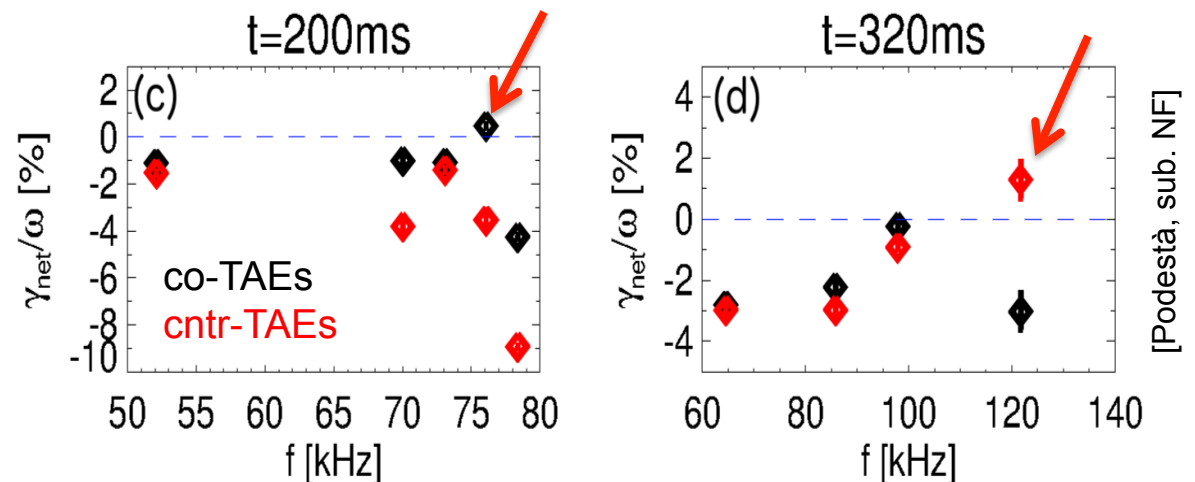 t=200ms
(c)
γnet/ω [%]
2
0
-2
-4
-6
-8
-10
co-TAEs
cntr-TAEs
50 55 60 65 70 75 80
f [kHz]
t=320ms
(d)
γnet/ω [%]
4
2
0
-2
-4
60 80 100 120 140
f [kHz]
[Podestà, sub. NF]